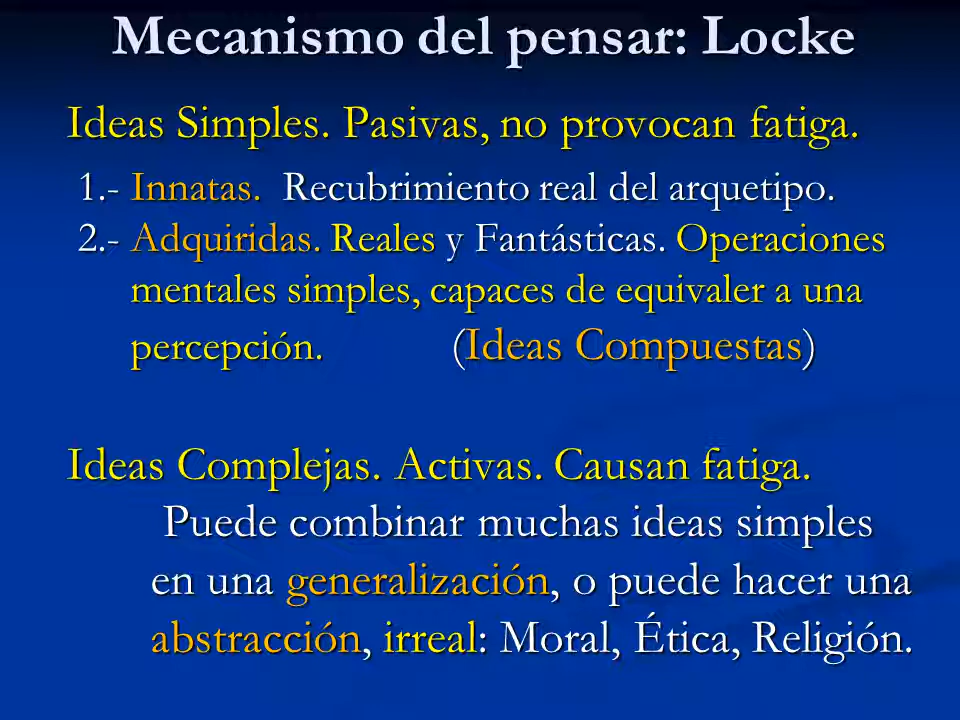 Mecanismo del pensar: Locke
Ideas Simples. Pasivas, no provocan fatiga.
1.- Innatas. Recubrimiento real del arquetipo.
2.- Adquiridas. Reales y Fantásticas. Operaciones
mentales simples, capaces de equivaler a una
percepción. (Ideas Compuestas)
Ideas Complejas. Activas. Causan fatiga.
Puede combinar muchas ideas simples
en una generalización, o puede hacer una
abstracción, irreal: Moral, Ética, Religión.